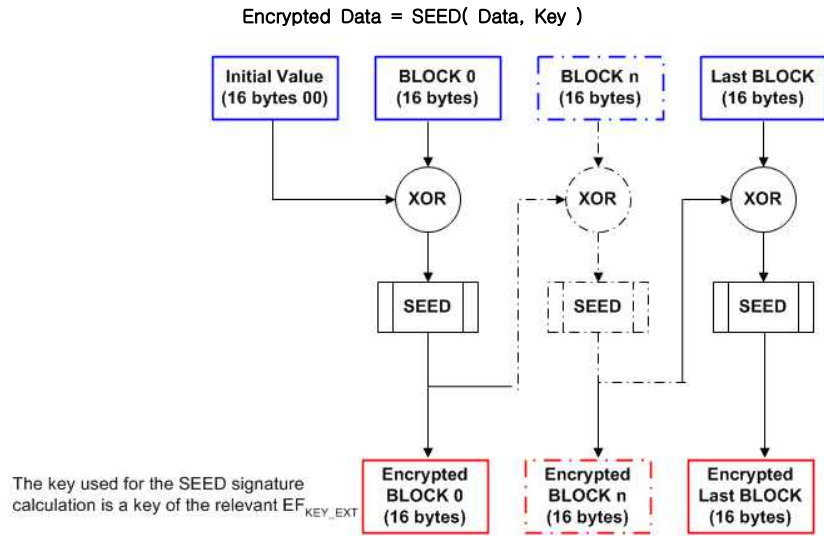 Encrypted Data = SEED( Data, Key )
Initial Value
(16 bytes 00)
BLOCK 0
(16 bytes)
BLOCK n
(16 bytes)
Last BLOCK
(16 bytes)
XOR
XOR
XOR
SEED
SEED
SEED
The key used for the SEED signature
calculation is a key of the relevant EF KEY_EXT
Encrypted
BLOCK 0
(16 bytes)
Encrypted
BLOCK n
(16 bytes)
Encrypted
Last BLOCK
(16 bytes)